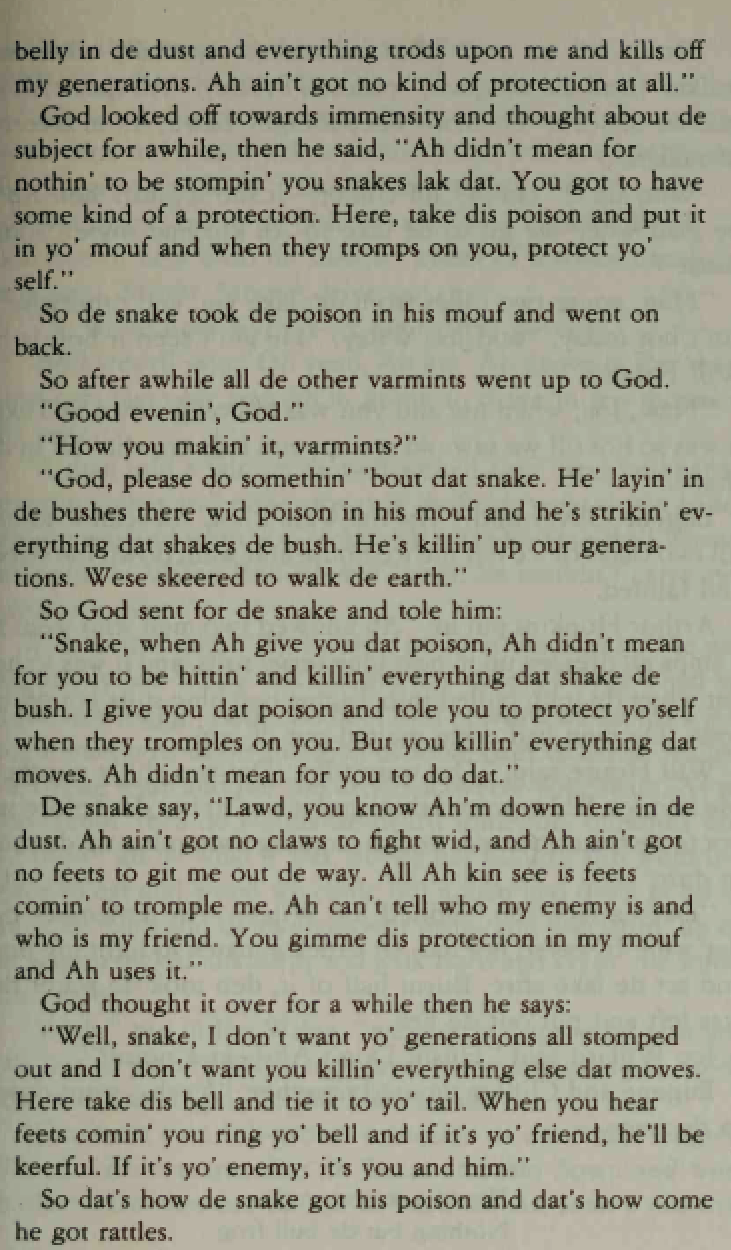 belly in de dust and everything trods upon me and kills off
my generations. Ah ain't got no kind of protection at all."
God looked off towards immensity and thought about de
subject for awhile, then he said, "Ah didn't mean for
nothin' to be stompin' you snakes lak dat. You got to have
some kind of a protection. Here, take dis poison and put it
in yo' mouf and when they tromps on you, protect yo'
self."
So de snake took de poison in his mouf and went on
back.
So after awhile all de other varmints went up to God.
"Good evenin', God."
"How you makin' it, varmints?"
"God, please do somethin' 'bout dat snake. He' layin' in
de bushes there wid poison in his mouf and he's strikin' ev-
erything dat shakes de bush. He's killin' up our genera-
tions. Wese skeered to walk de earth."
So God sent for de snake and tole him:
"Snake, when Ah give you dat poison, Ah didn't mean
for you to be hittin' and killin' everything dat shake de
bush. I give you dat poison and tole you to protect yo'self
when they tromples on you. But you killin' everything dat
moves. Ah didn't mean for you to do dat."
De snake say, "Lawd, you know Ah'm down here in de
dust. Ah ain't got no claws to fight wid, and Ah ain't got
no feets to git me out de way. All Ah kin see is feets
comin' to tromple me. Ah can't tell who my enemy is and
who is my friend. You gimme dis protection in my mouf
and Ah uses it."
God thought it over for a while then he says:
"Well, snake, I don't want yo' generations all stomped
out and I don't want you killin' everything else dat moves.
Here take dis bell and tie it to yo' tail. When you hear
feets comin' you ring yo' bell and if it's yo' friend, he'll be
keerful. If it's yo' enemy, it's you and him."
So dat's how de snake got his poison and dat's how come
he got rattles.